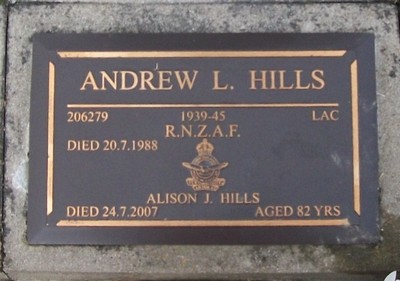 ANDREW L. HILLS
206279 1939-45 LAC
R.N.Z.A.F.
DIED 20.7.1988
ALISON J. HILLS
DIED 24.7.2007 AGED 82 YRS